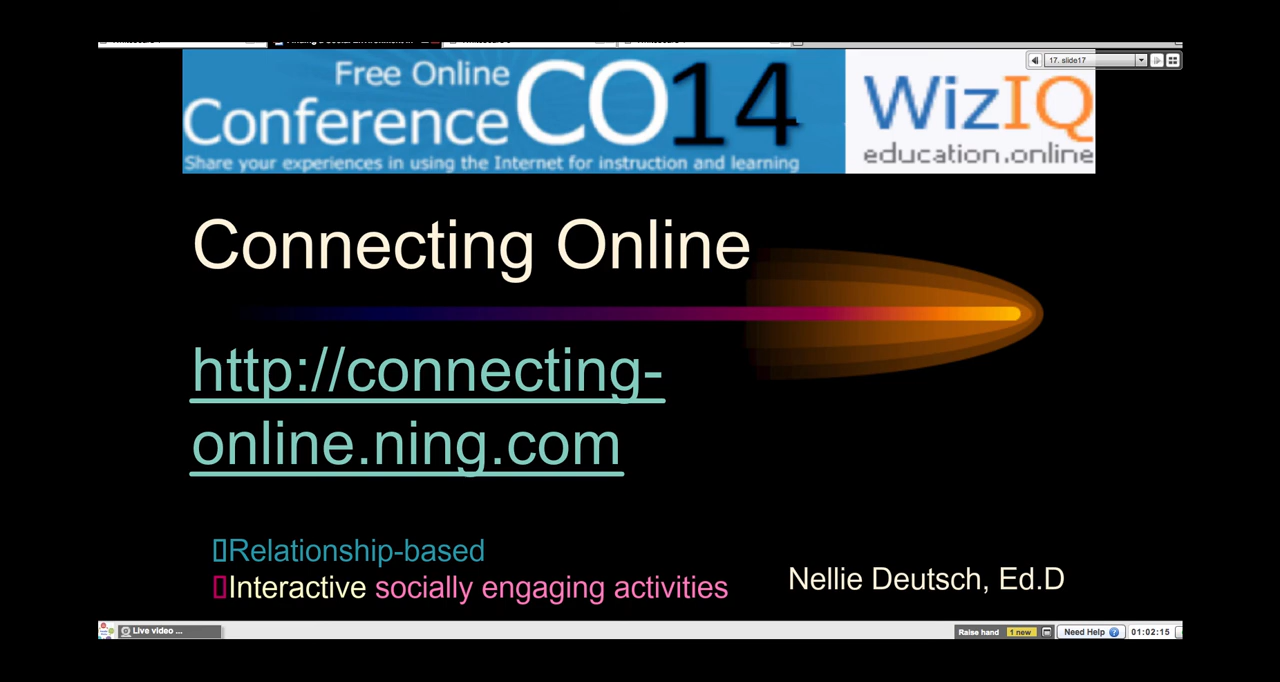 17. slide17
Free Online
Conference CO14
Share your experiences in using the Internet for instruction and learning
WizIQ
education.online
Connecting Online
http://connecting-
online.ning.com
Relationship-based
Interactive socially engaging activities
Nellie Deutsch, Ed.D
Live video ...
Raise hand 1 new Need Help ? 01:02:15